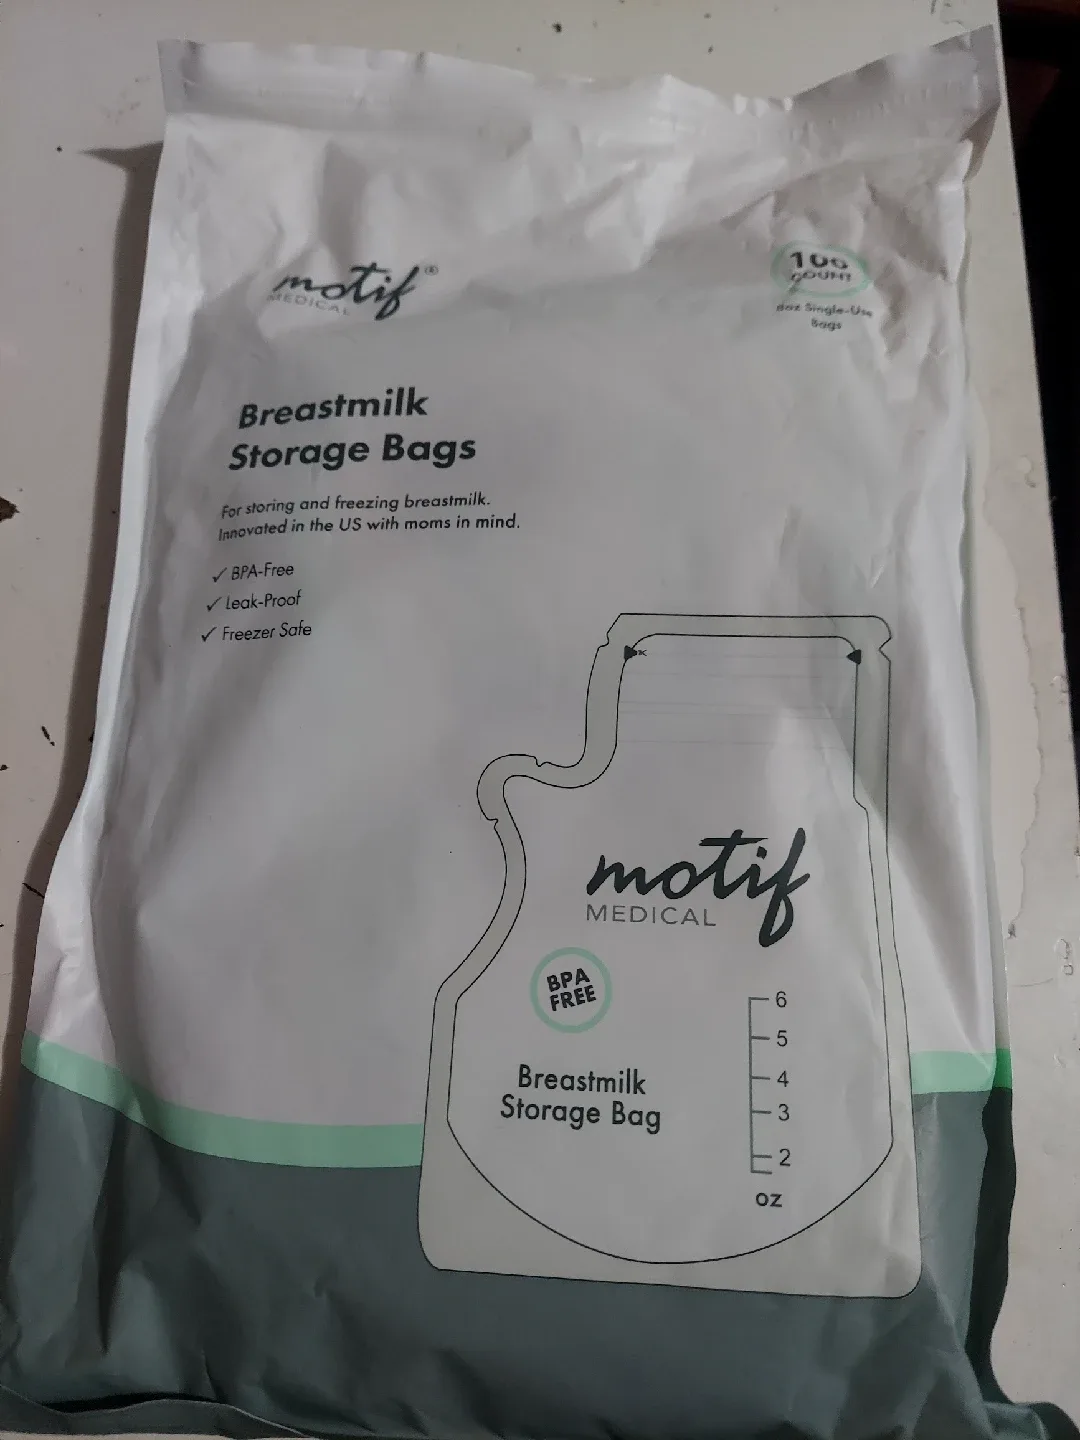 motif®
MEDICAL
100
COUNT
6oz Single-Use
Bags
Breastmilk
Storage Bags
For storing and freezing breastmilk.
Innovated in the US with moms in mind.
✓ BPA-Free
✓ Leak-Proof
✓ Freezer Safe
motif
MEDICAL
BPA
FREE
Breastmilk
Storage Bag
6
5
4
3
2
oz